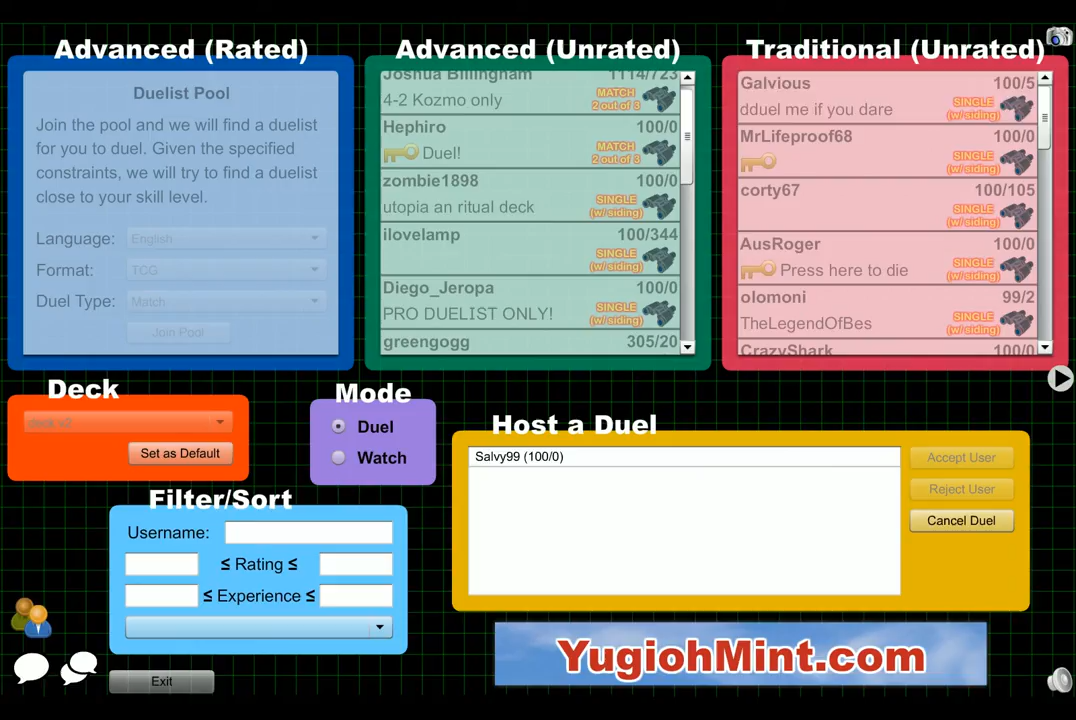 Advanced (Rated)
Duelist Pool
Join the pool and we will find a duelist
for you to duel. Given the specified
constraints, we will try to find a duelist
close to your skill level.
Language: English
Format: TCG
Duel Type: Match
Join Pool
Advanced (Unrated)
Joshua Billingham 1114/723
4-2 Kozmo only MATCH
2 out of 3
Hephiro 100/0
Duel! MATCH
2 out of 3
zombie1898 100/0
utopia an ritual deck SINGLE
(w/ siding)
ilovelamp 100/344
SINGLE
(w/ siding)
Diego_Jeropa 100/0
PRO DUELIST ONLY! SINGLE
(w/ siding)
greengogg 305/20
Traditional (Unrated)
Galvious 100/5
dduel me if you dare SINGLE
(w/ siding)
MrLifeproof68 100/0
SINGLE
(w/ siding)
corty67 100/105
SINGLE
(w/ siding)
AusRoger 100/0
Press here to die SINGLE
(w/ siding)
olomoni 99/2
TheLegendOfBes SINGLE
(w/ siding)
CrazyShark 100/0
Deck
deck v2
Set as Default
Mode
Duel
Watch
Host a Duel
Salvy99 (100/0)
Accept User
Reject User
Cancel Duel
Filter/Sort
Username:
≤ Rating ≤
≤ Experience ≤
Exit
YugiohMint.com